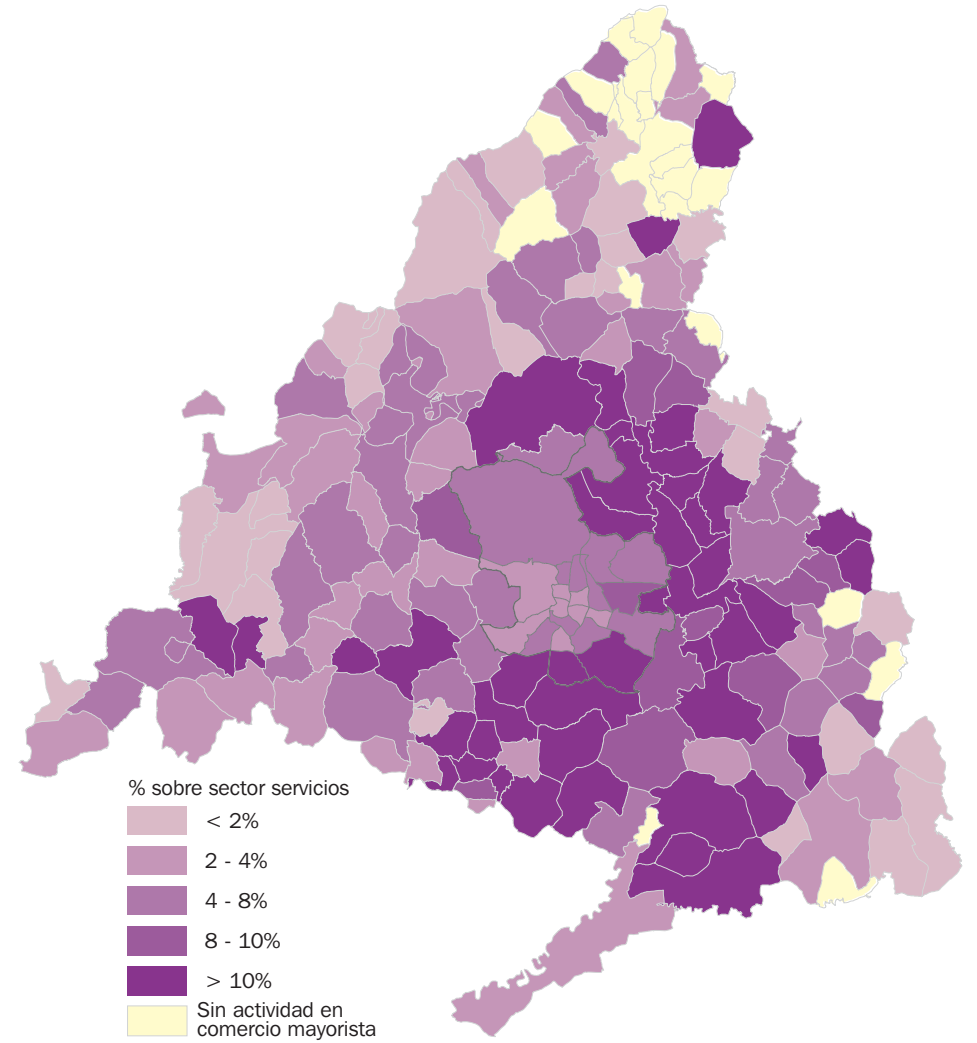 % sobre sector servicios
< 2%
2 - 4%
4 - 8%
8 - 10%
> 10%
Sin actividad en
comercio mayorista